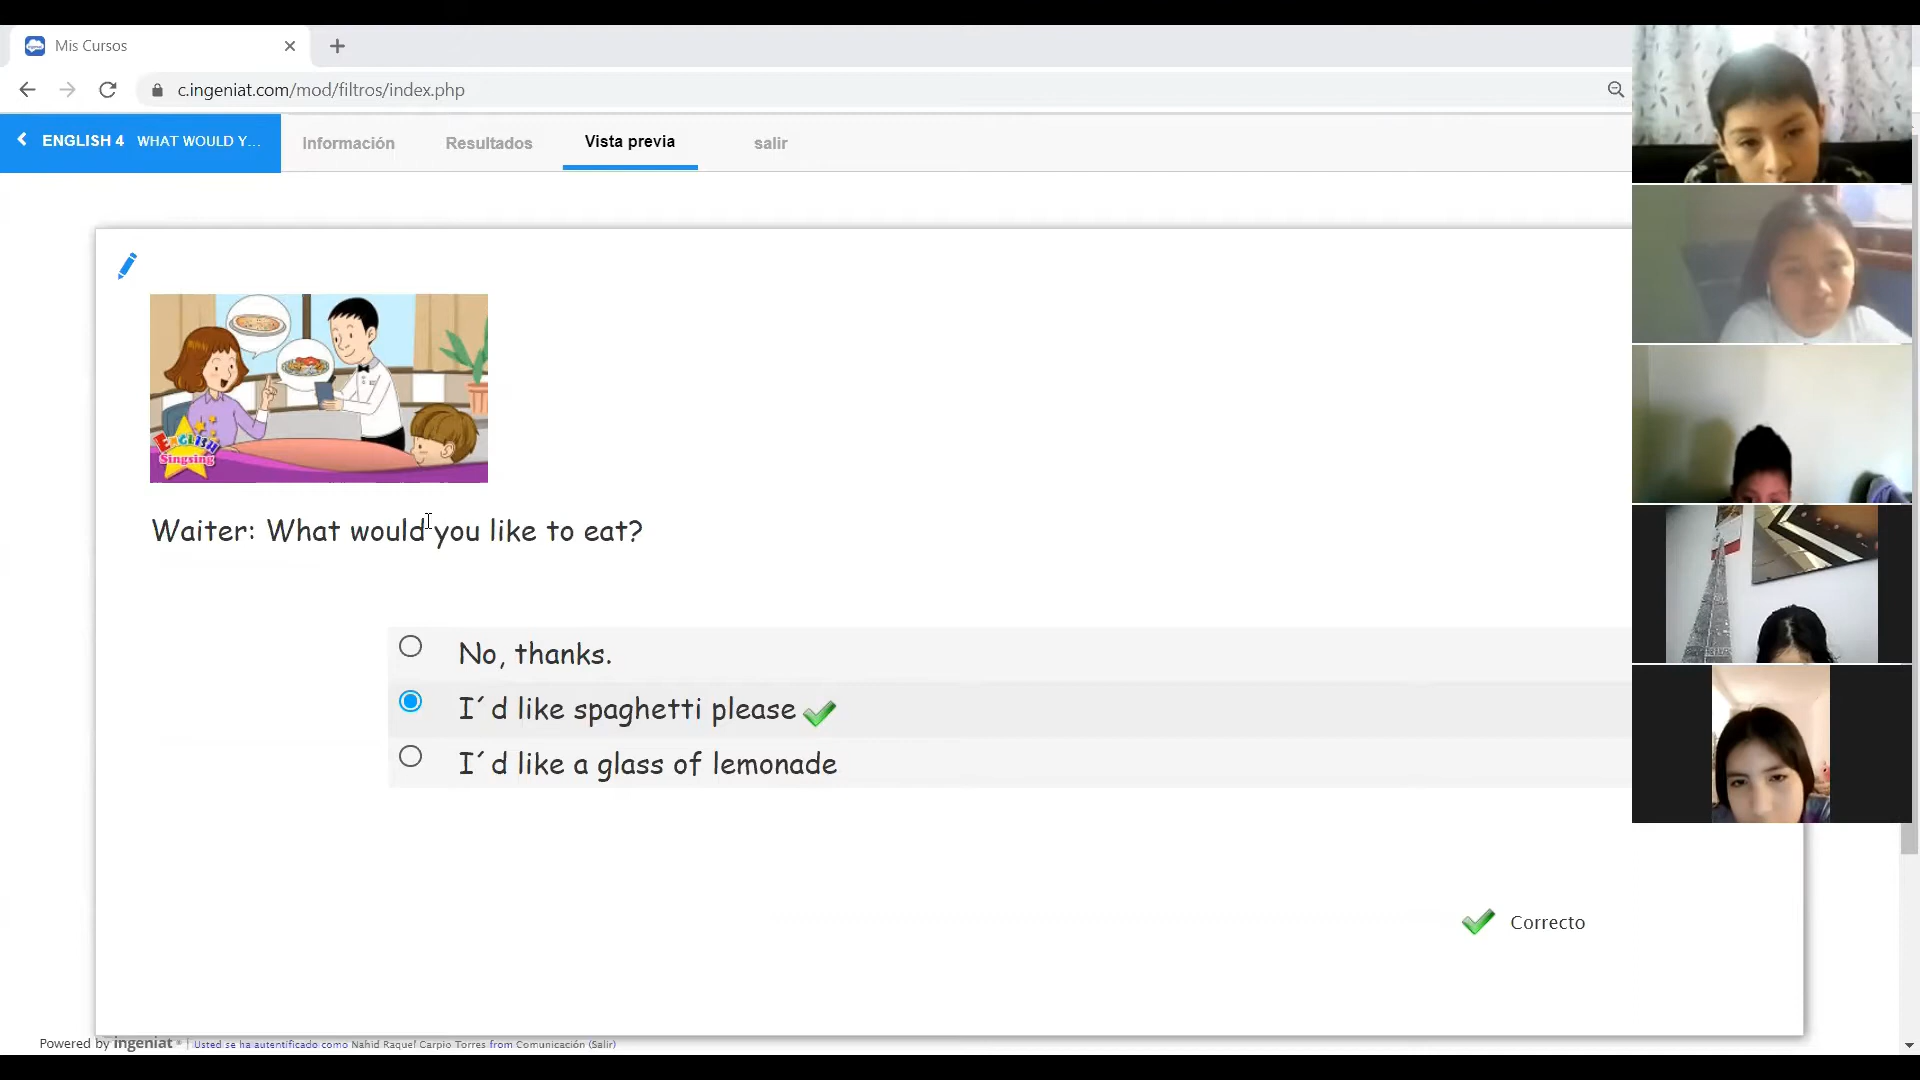 Mis Cursos
c.ingeniat.com/mod/filtros/index.php
ENGLISH 4 WHAT WOULD Y...
Información
Resultados
Vista previa
salir
ENGLISH
Singsing
Waiter: What would you like to eat?
No, thanks.
I´d like spaghetti please
I´d like a glass of lemonade
Correcto
Powered by ingeniat ® | Usted se ha autentificado como Nahid Raquel Carpio Torres from Comunicación (Salir)